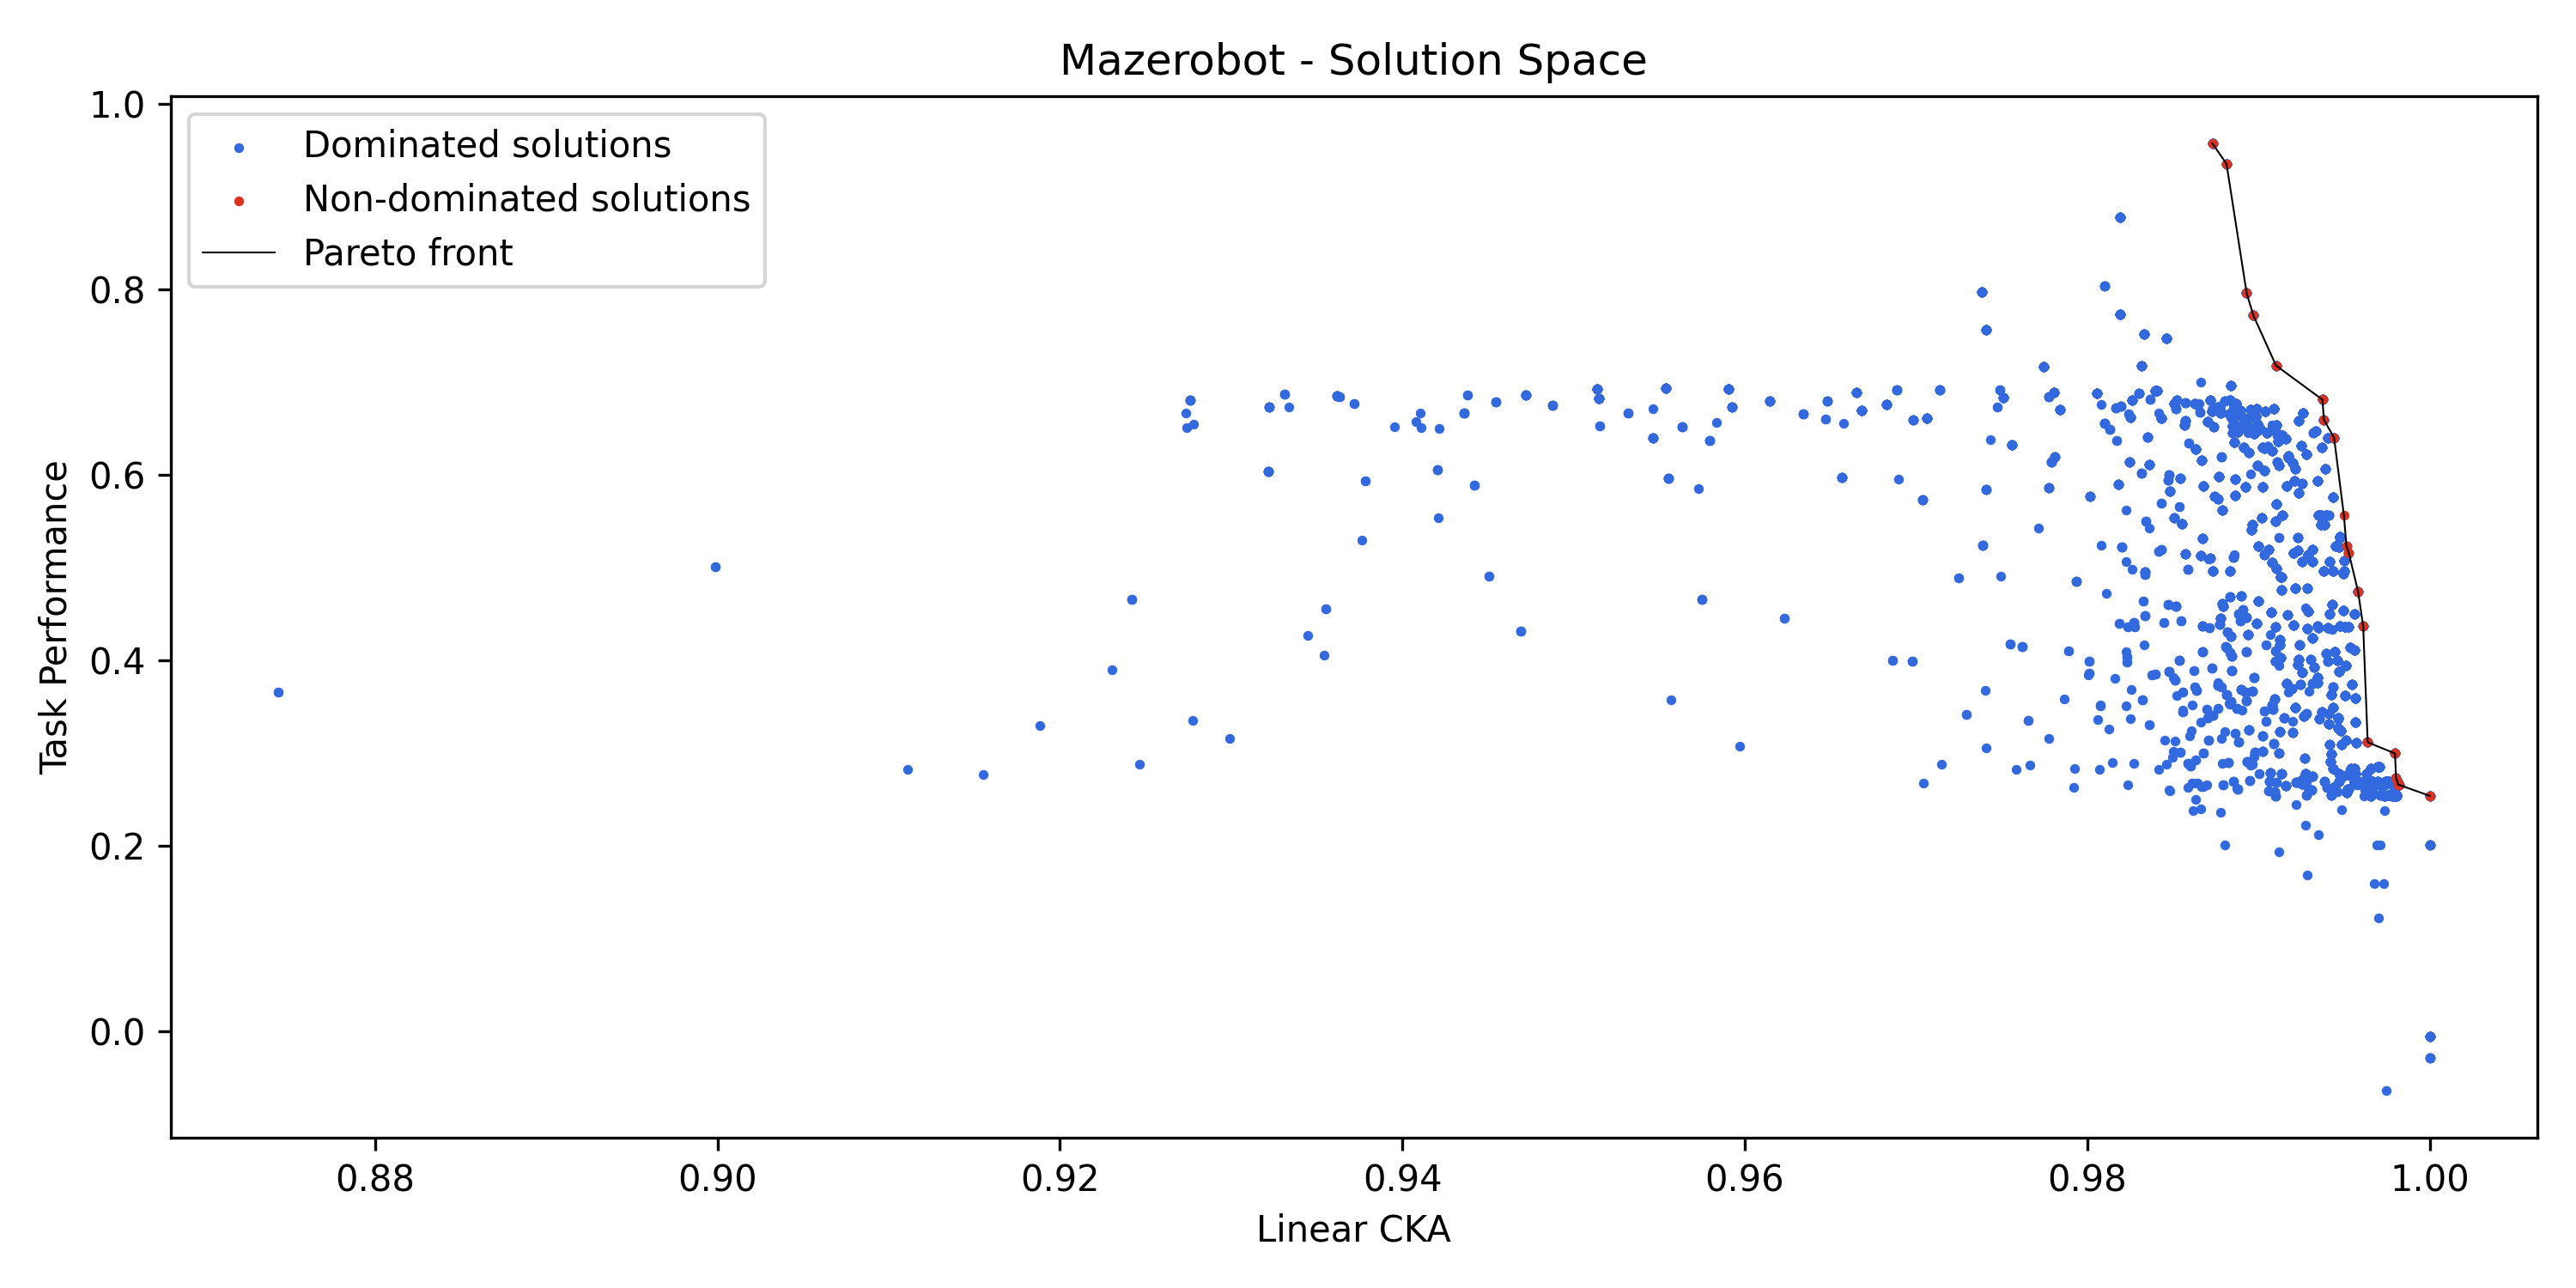 Mazerobot - Solution Space
Dominated solutions
Non-dominated solutions
Pareto front
Task Performance
1.0
0.8
0.6
0.4
0.2
0.0
0.88 0.90 0.92 0.94 0.96 0.98 1.00
Linear CKA